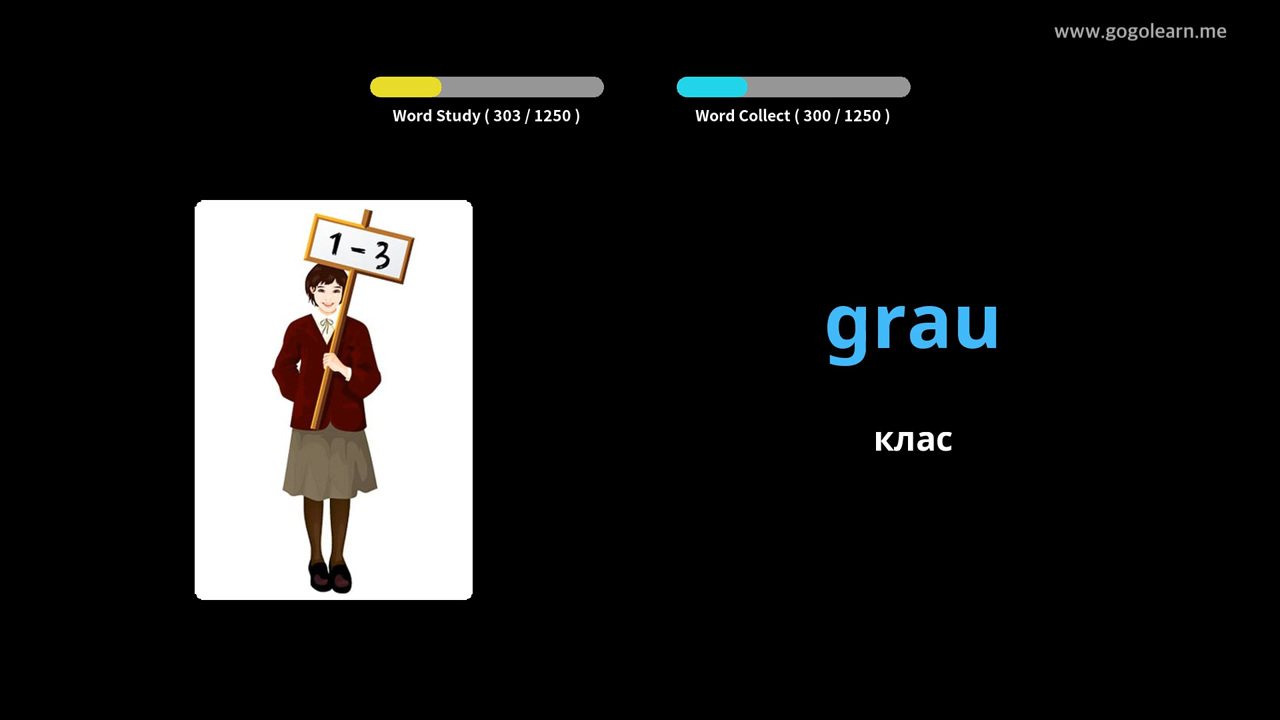 www.gogolearn.me
Word Study ( 303 / 1250 )
Word Collect ( 300 / 1250 )
1 - 3
grau
клас